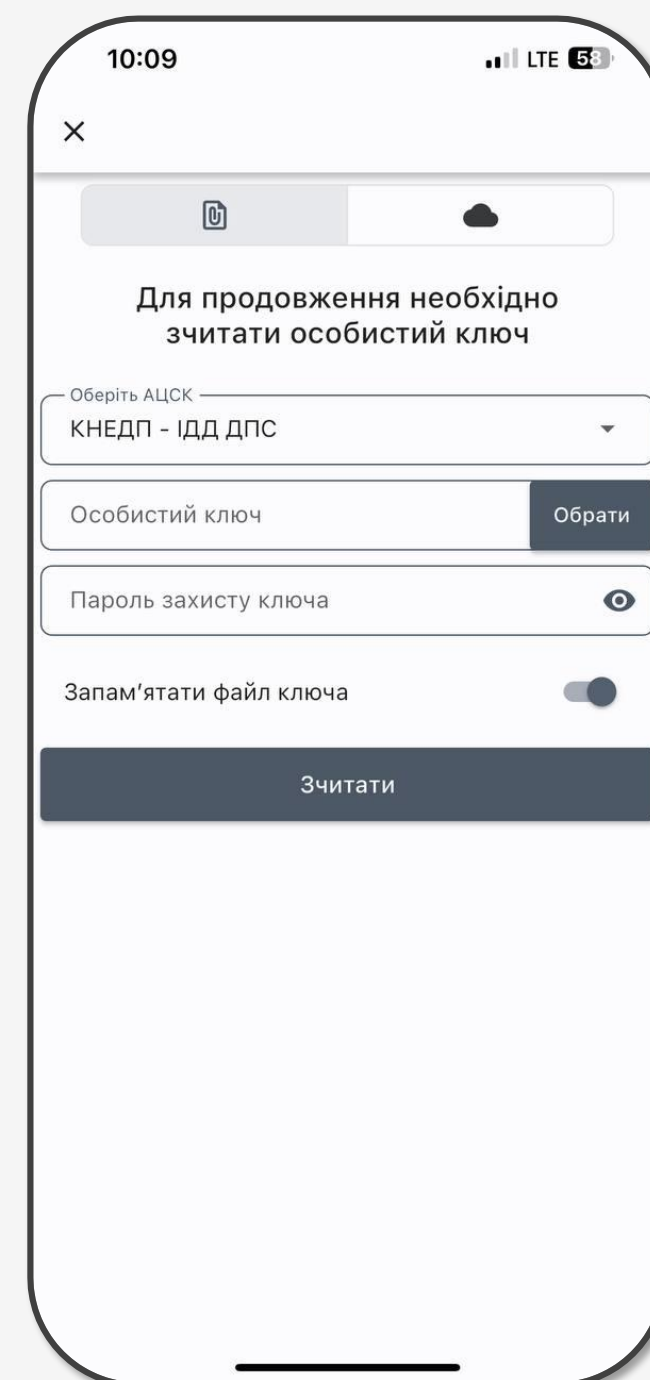 10:09
LTE 58
Для продовження необхідно
зчитати особистий ключ
Оберіть АЦСК
КНЕДП - ІДД ДПС
Особистий ключ
Обрати
Пароль захисту ключа
Запам’ятати файл ключа
Зчитати